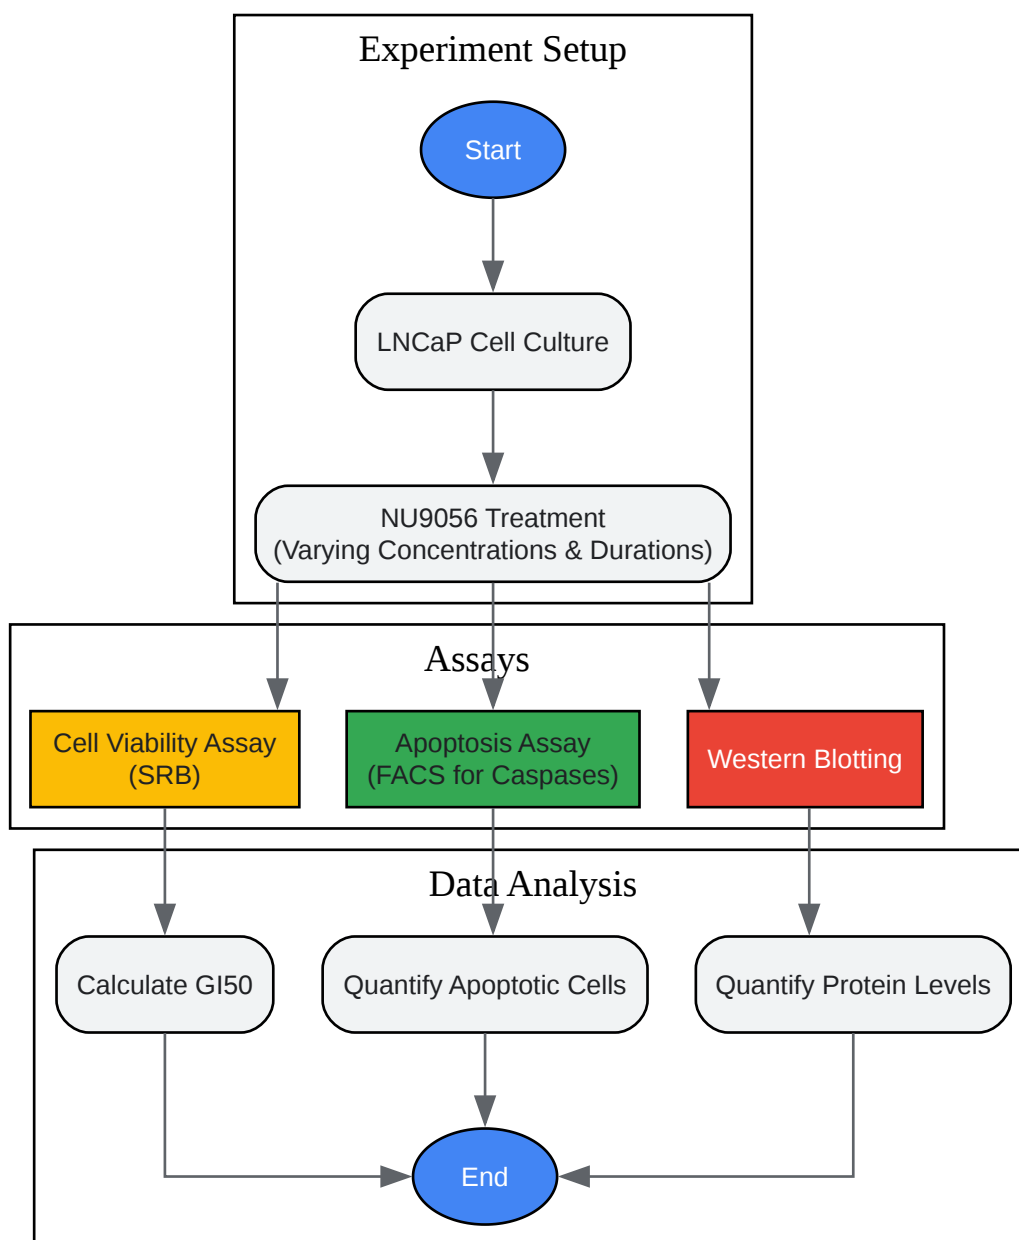 Experiment Setup
Start
LNCaP Cell Culture
NU9056 Treatment
(Varying Concentrations & Durations)
Assays
Cell Viability Assay
(SRB)
Apoptosis Assay
(FACS for Caspases)
Western Blotting
Data Analysis
Calculate GI50
Quantify Apoptotic Cells
Quantify Protein Levels
End